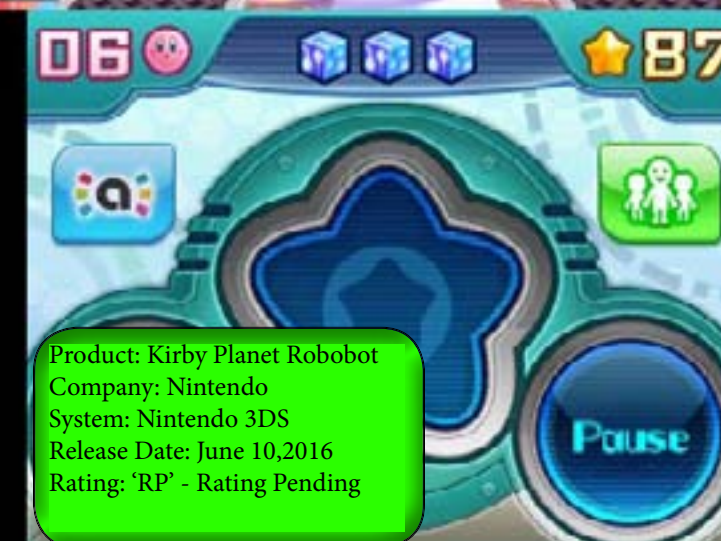 06
87
a
Pause
Product: Kirby Planet Robobot
Company: Nintendo
System: Nintendo 3DS
Release Date: June 10,2016
Rating: ‘RP’ - Rating Pending